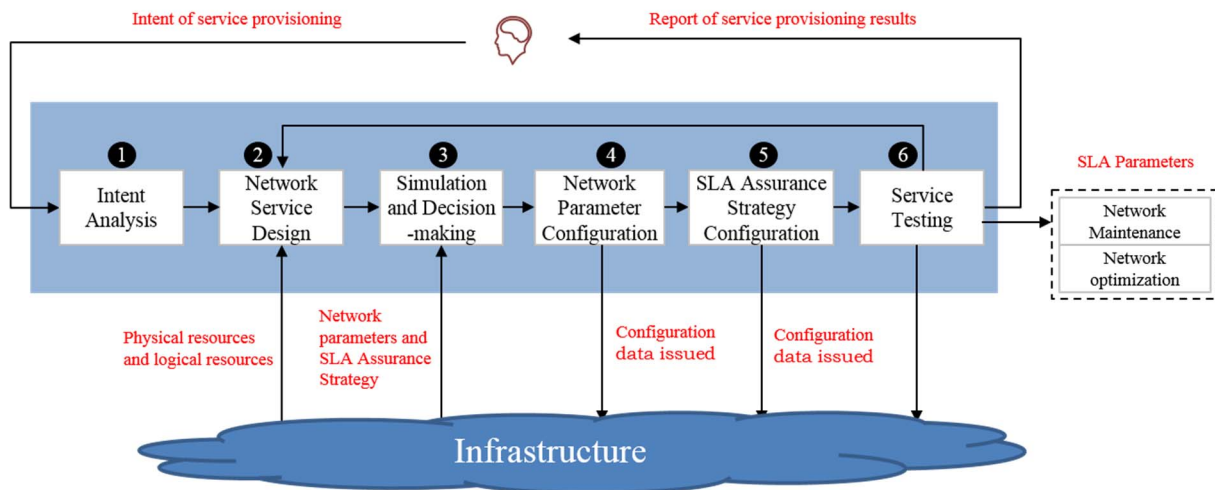 Intent of service provisioning
Report of service provisioning results
1
2
3
4
5
6
Intent
Analysis
Network
Service
Design
Simulation
and Decision
-making
Network
Parameter
Configuration
SLA Assurance
Strategy
Configuration
Service
Testing
SLA Parameters
Network
Maintenance
Network
optimization
Physical resources
and logical resources
Network
parameters and
SLA Assurance
Strategy
Configuration
data issued
Configuration
data issued
Infrastructure